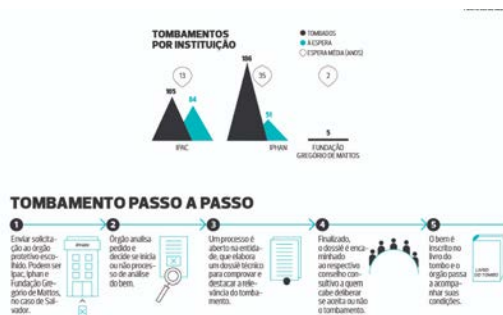 TOMBAMENTOS
POR INSTITUIÇÃO
TOMBADOS
À ESPERA
ESPERA MÉDIA (ANOS)
13
105
84
IPAC
35
186
51
IPHAN
2
5
FUNDAÇÃO
GREGÓRIO DE MATTOS
TOMBAMENTO PASSO A PASSO
1
Enviar solicita-
ção ao órgão
protetivo esco-
lhido. Podem ser
Ipac, Iphan e
Fundação Gre-
gório de Mattos,
no caso de Sal-
vador.
2
Órgão analisa
pedido e
decide se inicia
ou não proces-
so de análise
do bem.
3
Um processo é
aberto na entida-
de, que elabora
um dossiê técnico
para comprovar e
destacar a rele-
vância do tomba-
mento.
4
Finalizado,
o dossiê é enca-
minhado
ao respectivo
conselho con-
sultivo a quem
cabe deliberar
se aceita ou não
o tombamento.
5
O bem é
inscrito no
livro do
tombo e o
órgão passa
a acompa-
nhar suas
condições.
LIVRO
DO TOMBO